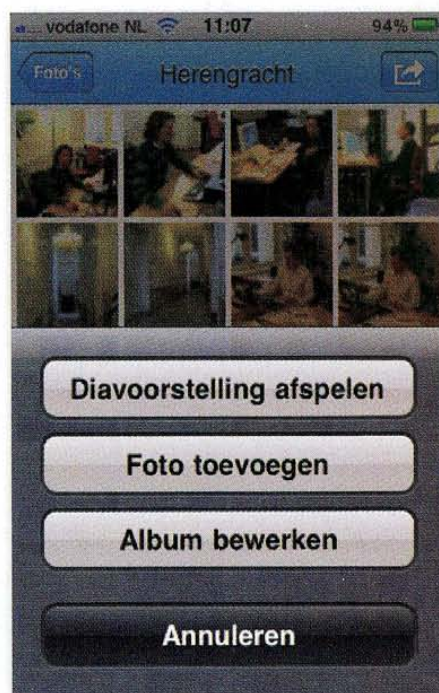 vodafone NL 11:07 94%
Foto's Herengracht
Diavoorstelling afspelen
Foto toevoegen
Album bewerken
Annuleren